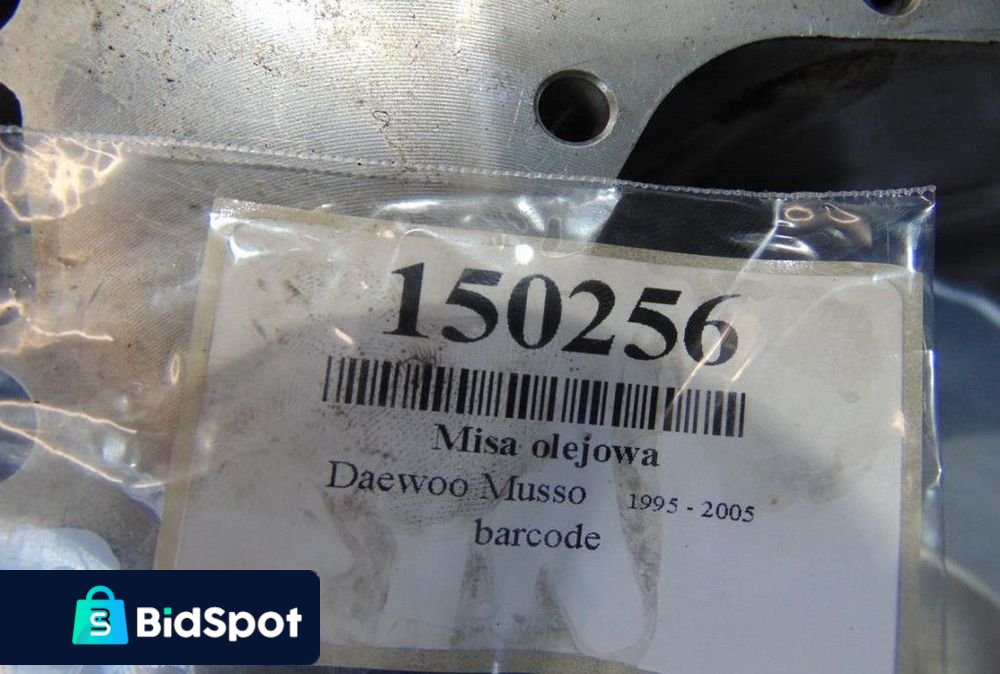 150256
Misa olejowa
Daewoo Musso 1995 - 2005
barcode
BidSpot